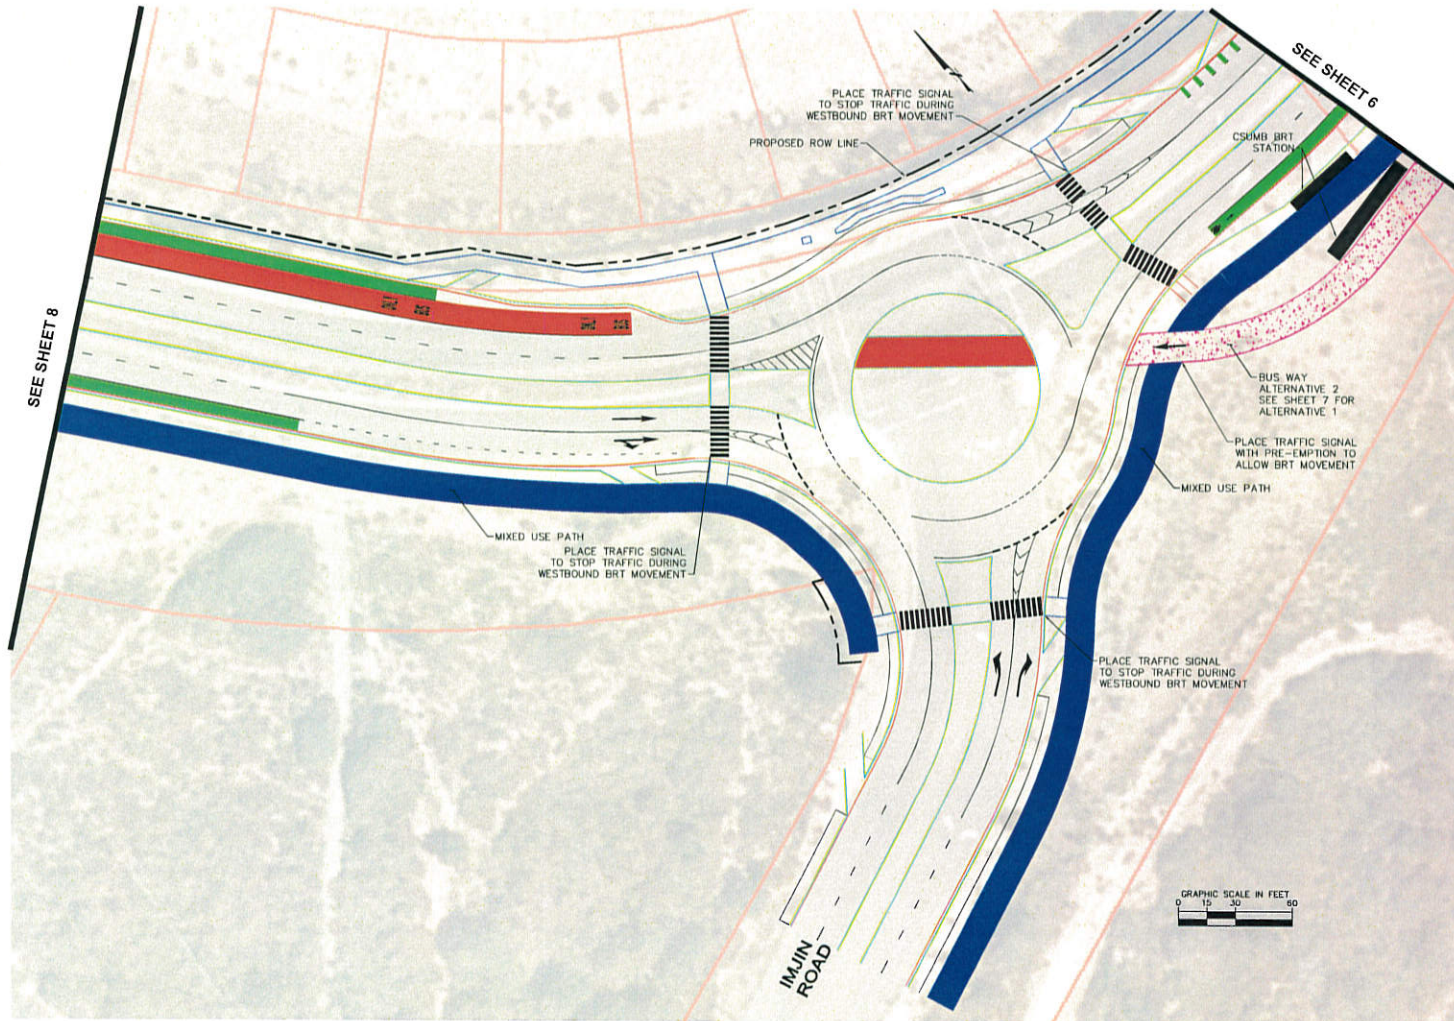 SEE SHEET 6
PLACE TRAFFIC SIGNAL
TO STOP TRAFFIC DURING
WESTBOUND BRT MOVEMENT
PROPOSED ROW LINE
CSUMB BRT
STATION
SEE SHEET 8
BUS WAY
ALTERNATIVE 2
SEE SHEET 7 FOR
ALTERNATIVE 1
PLACE TRAFFIC SIGNAL
WITH PRE-EMPTION TO
ALLOW BRT MOVEMENT
MIXED USE PATH
MIXED USE PATH
PLACE TRAFFIC SIGNAL
TO STOP TRAFFIC DURING
WESTBOUND BRT MOVEMENT
PLACE TRAFFIC SIGNAL
TO STOP TRAFFIC DURING
WESTBOUND BRT MOVEMENT
GRAPHIC SCALE IN FEET
0 15 30 60
IMJIN
ROAD